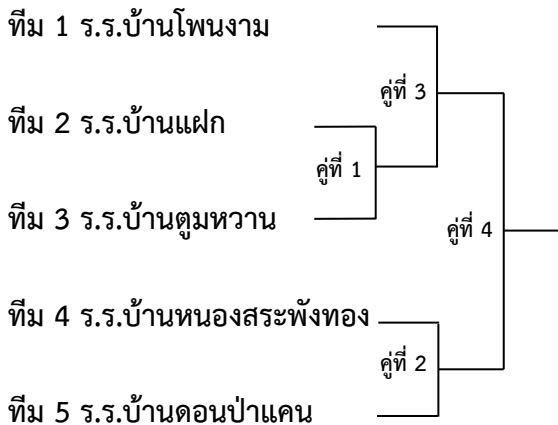 ทีม 1 ร.ร.บ้านโพนงาม
คู่ที่ 3
ทีม 2 ร.ร.บ้านแฝก
คู่ที่ 1
ทีม 3 ร.ร.บ้านตูมหวาน
คู่ที่ 4
ทีม 4 ร.ร.บ้านหนองสระพังทอง
คู่ที่ 2
ทีม 5 ร.ร.บ้านดอนป่าแคน